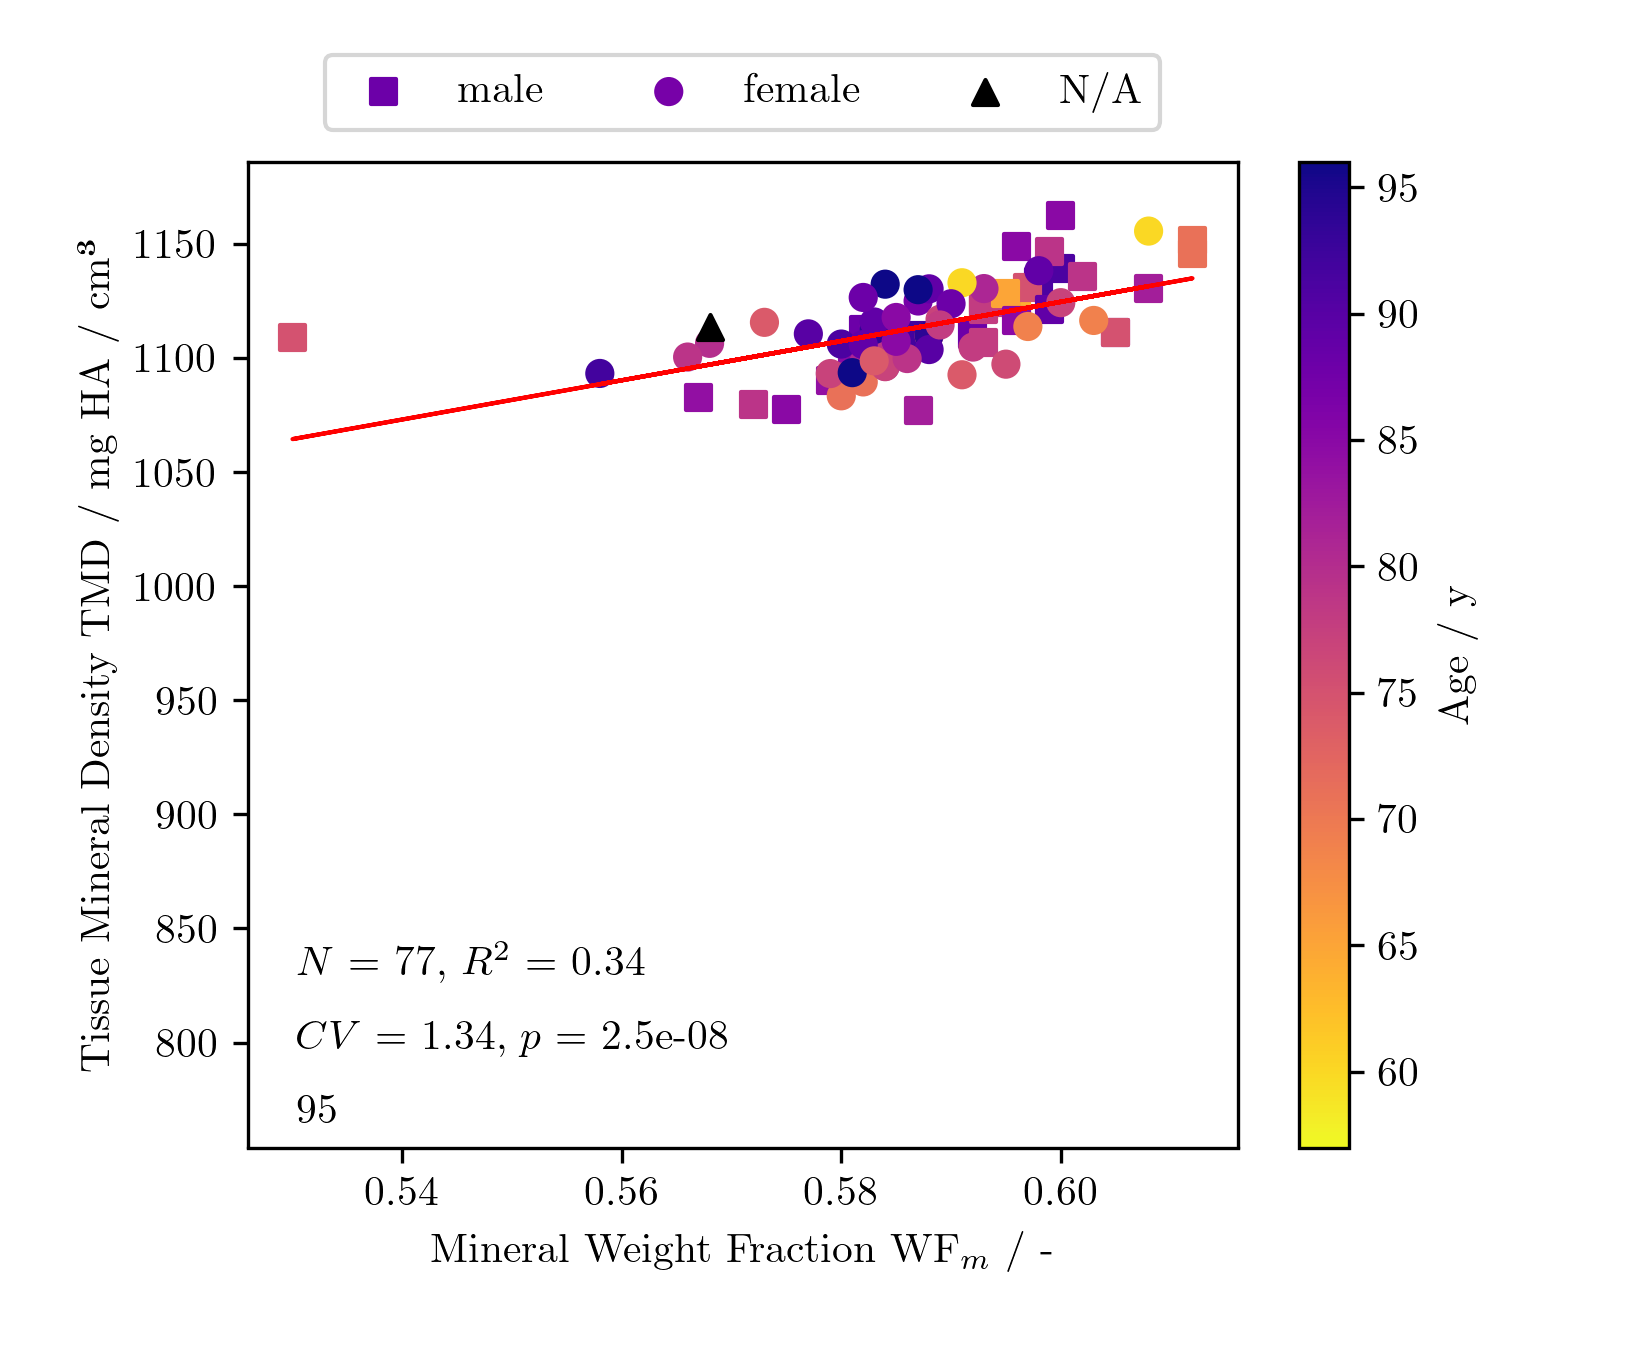 male female N/A
1150
1100
1050
1000
950
900
850
800
Tissue Mineral Density TMD / mg HA / cm³
N = 77, R² = 0.34
CV = 1.34, p = 2.5e-08
95
0.54 0.56 0.58 0.60
Mineral Weight Fraction WFₘ / -
95
90
85
80
75
70
65
60
Age / y